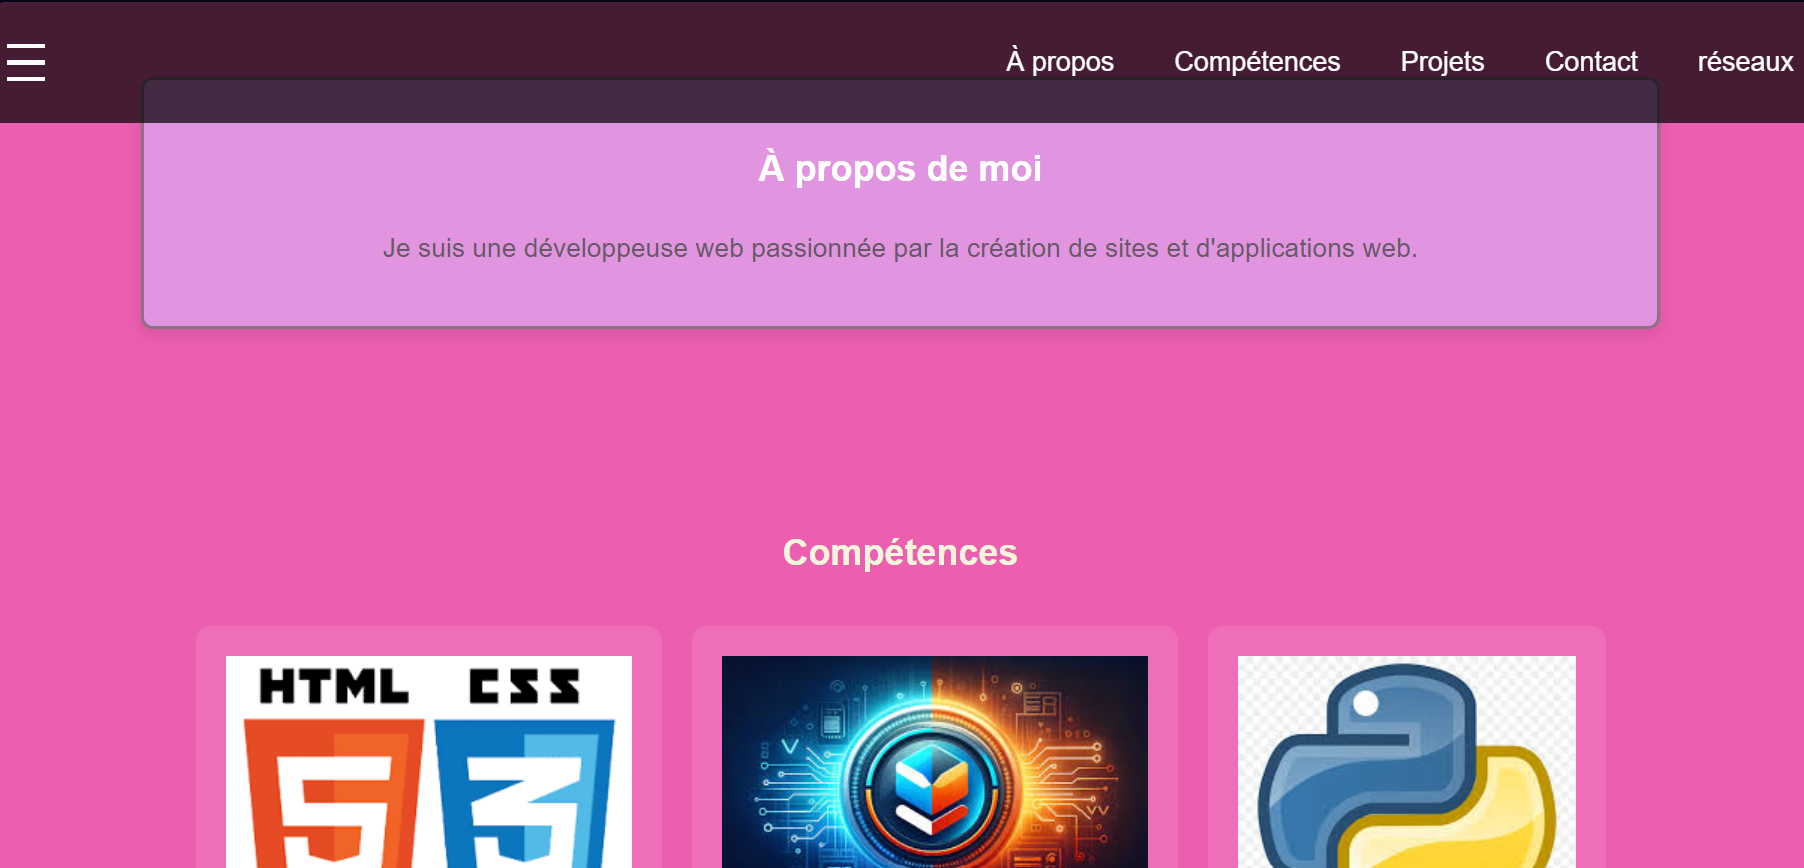 À propos Compétences Projets Contact réseaux
À propos de moi
Je suis une développeuse web passionnée par la création de sites et d'applications web.
Compétences
HTML CSS
5 3